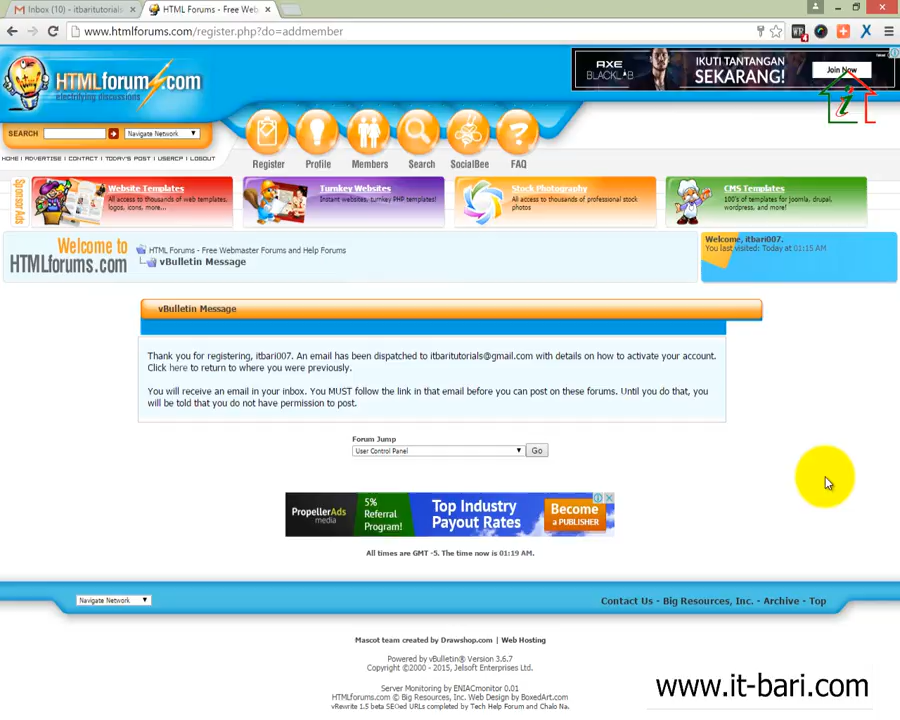 Inbox (10) - itbaritutorials
HTML Forums - Free Web
www.htmlforums.com/register.php?do=addmember
HTMLforums.com
electrifying discussions
AXE
BLACKLABEL
IKUTI TANTANGAN
SEKARANG!
Join Now
SEARCH
Navigate Network
HOME | ADVERTISE | CONTACT | TODAY'S POST | USERCP | LOGOUT
Register
Profile
Members
Search
SocialBee
FAQ
Sponsor Ads
Website Templates
All access to thousands of web templates, logos, icons, more...
Turnkey Websites
Instant websites, turnkey PHP templates!
Stock Photography
All access to thousands of professional stock photos
CMS Templates
100's of templates for joomla, drupal, wordpress, and more!
Welcome to
HTMLforums.com
HTML Forums - Free Webmaster Forums and Help Forums
vBulletin Message
Welcome, itbari007.
You last visited: Today at 01:15 AM
vBulletin Message
Thank you for registering, itbari007. An email has been dispatched to itbaritutorials@gmail.com with details on how to activate your account.
Click here to return to where you were previously.
You will receive an email in your inbox. You MUST follow the link in that email before you can post on these forums. Until you do that, you
will be told that you do not have permission to post.
Forum Jump
User Control Panel
Go
PropellerAds
media
5%
Referral
Program!
Top Industry
Payout Rates
Become
a PUBLISHER
All times are GMT -5. The time now is 01:19 AM.
Navigate Network
Contact Us - Big Resources, Inc. - Archive - Top
Mascot team created by Drawshop.com | Web Hosting
Powered by vBulletin® Version 3.6.7
Copyright ©2000 - 2015, Jelsoft Enterprises Ltd.
Server Monitoring by ENIACmonitor 0.01
HTMLforums.com © Big Resources, Inc. Web Design by BoxedArt.com
vRewrite 1.5 beta SEOed URLs completed by Tech Help Forum and Chalo Na.
www.it-bari.com